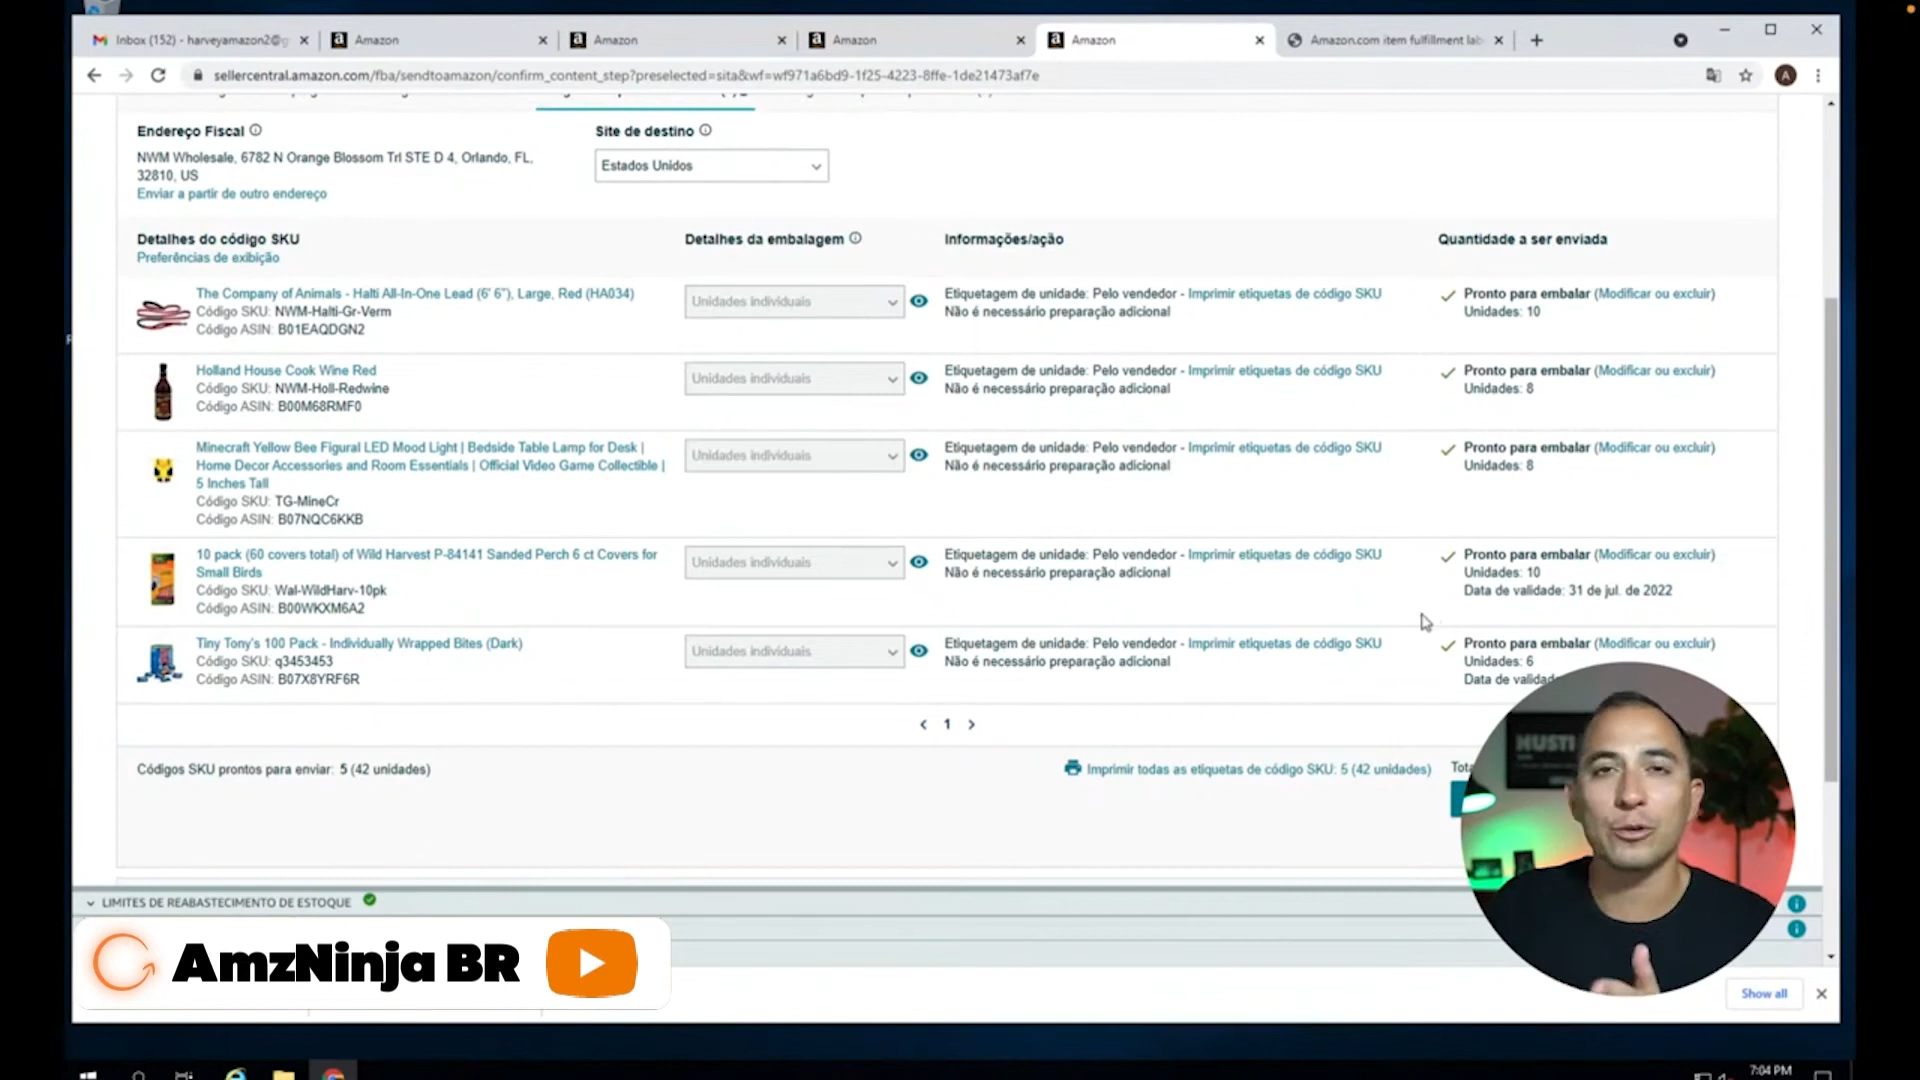 Inbox (152) - harveyamazon2@g
Amazon
Amazon
Amazon
Amazon
Amazon.com item fulfillment lab
sellercentral.amazon.com/fba/sendtoamazon/confirm_content_step?preselected=sita&wf=wf971a6bd9-1f25-4223-8ffe-1de21473af7e
A
Endereço Fiscal
Site de destino
NWM Wholesale, 6782 N Orange Blossom Trl STE D 4, Orlando, FL,
32810, US
Estados Unidos
Enviar a partir de outro endereço
Detalhes do código SKU
Detalhes da embalagem
Informações/ação
Quantidade a ser enviada
Preferências de exibição
The Company of Animals - Halti All-In-One Lead (6' 6"), Large, Red (HA034)
Código SKU: NWM-Halti-Gr-Verm
Código ASIN: B01EAQDGN2
Unidades individuais
Etiquetagem de unidade: Pelo vendedor - Imprimir etiquetas de código SKU
Não é necessário preparação adicional
Pronto para embalar (Modificar ou excluir)
Unidades: 10
Holland House Cook Wine Red
Código SKU: NWM-Holl-Redwine
Código ASIN: B00M68RMF0
Unidades individuais
Etiquetagem de unidade: Pelo vendedor - Imprimir etiquetas de código SKU
Não é necessário preparação adicional
Pronto para embalar (Modificar ou excluir)
Unidades: 8
Minecraft Yellow Bee Figural LED Mood Light | Bedside Table Lamp for Desk |
Home Decor Accessories and Room Essentials | Official Video Game Collectible |
5 Inches Tall
Código SKU: TG-MineCr
Código ASIN: B07NQC6KKB
Unidades individuais
Etiquetagem de unidade: Pelo vendedor - Imprimir etiquetas de código SKU
Não é necessário preparação adicional
Pronto para embalar (Modificar ou excluir)
Unidades: 8
10 pack (60 covers total) of Wild Harvest P-84141 Sanded Perch 6 ct Covers for
Small Birds
Código SKU: Wal-WildHarv-10pk
Código ASIN: B00WKXM6A2
Unidades individuais
Etiquetagem de unidade: Pelo vendedor - Imprimir etiquetas de código SKU
Não é necessário preparação adicional
Pronto para embalar (Modificar ou excluir)
Unidades: 10
Data de validade: 31 de jul. de 2022
Tiny Tony's 100 Pack - Individually Wrapped Bites (Dark)
Código SKU: q3453453
Código ASIN: B07X8YRF6R
Unidades individuais
Etiquetagem de unidade: Pelo vendedor - Imprimir etiquetas de código SKU
Não é necessário preparação adicional
Pronto para embalar (Modificar ou excluir)
Unidades: 6
Data de validad
1
Códigos SKU prontos para enviar: 5 (42 unidades)
Imprimir todas as etiquetas de código SKU: 5 (42 unidades)
Tota
HUSTL
LIMITES DE REABASTECIMENTO DE ESTOQUE
AmzNinja BR
Show all
7:04 PM